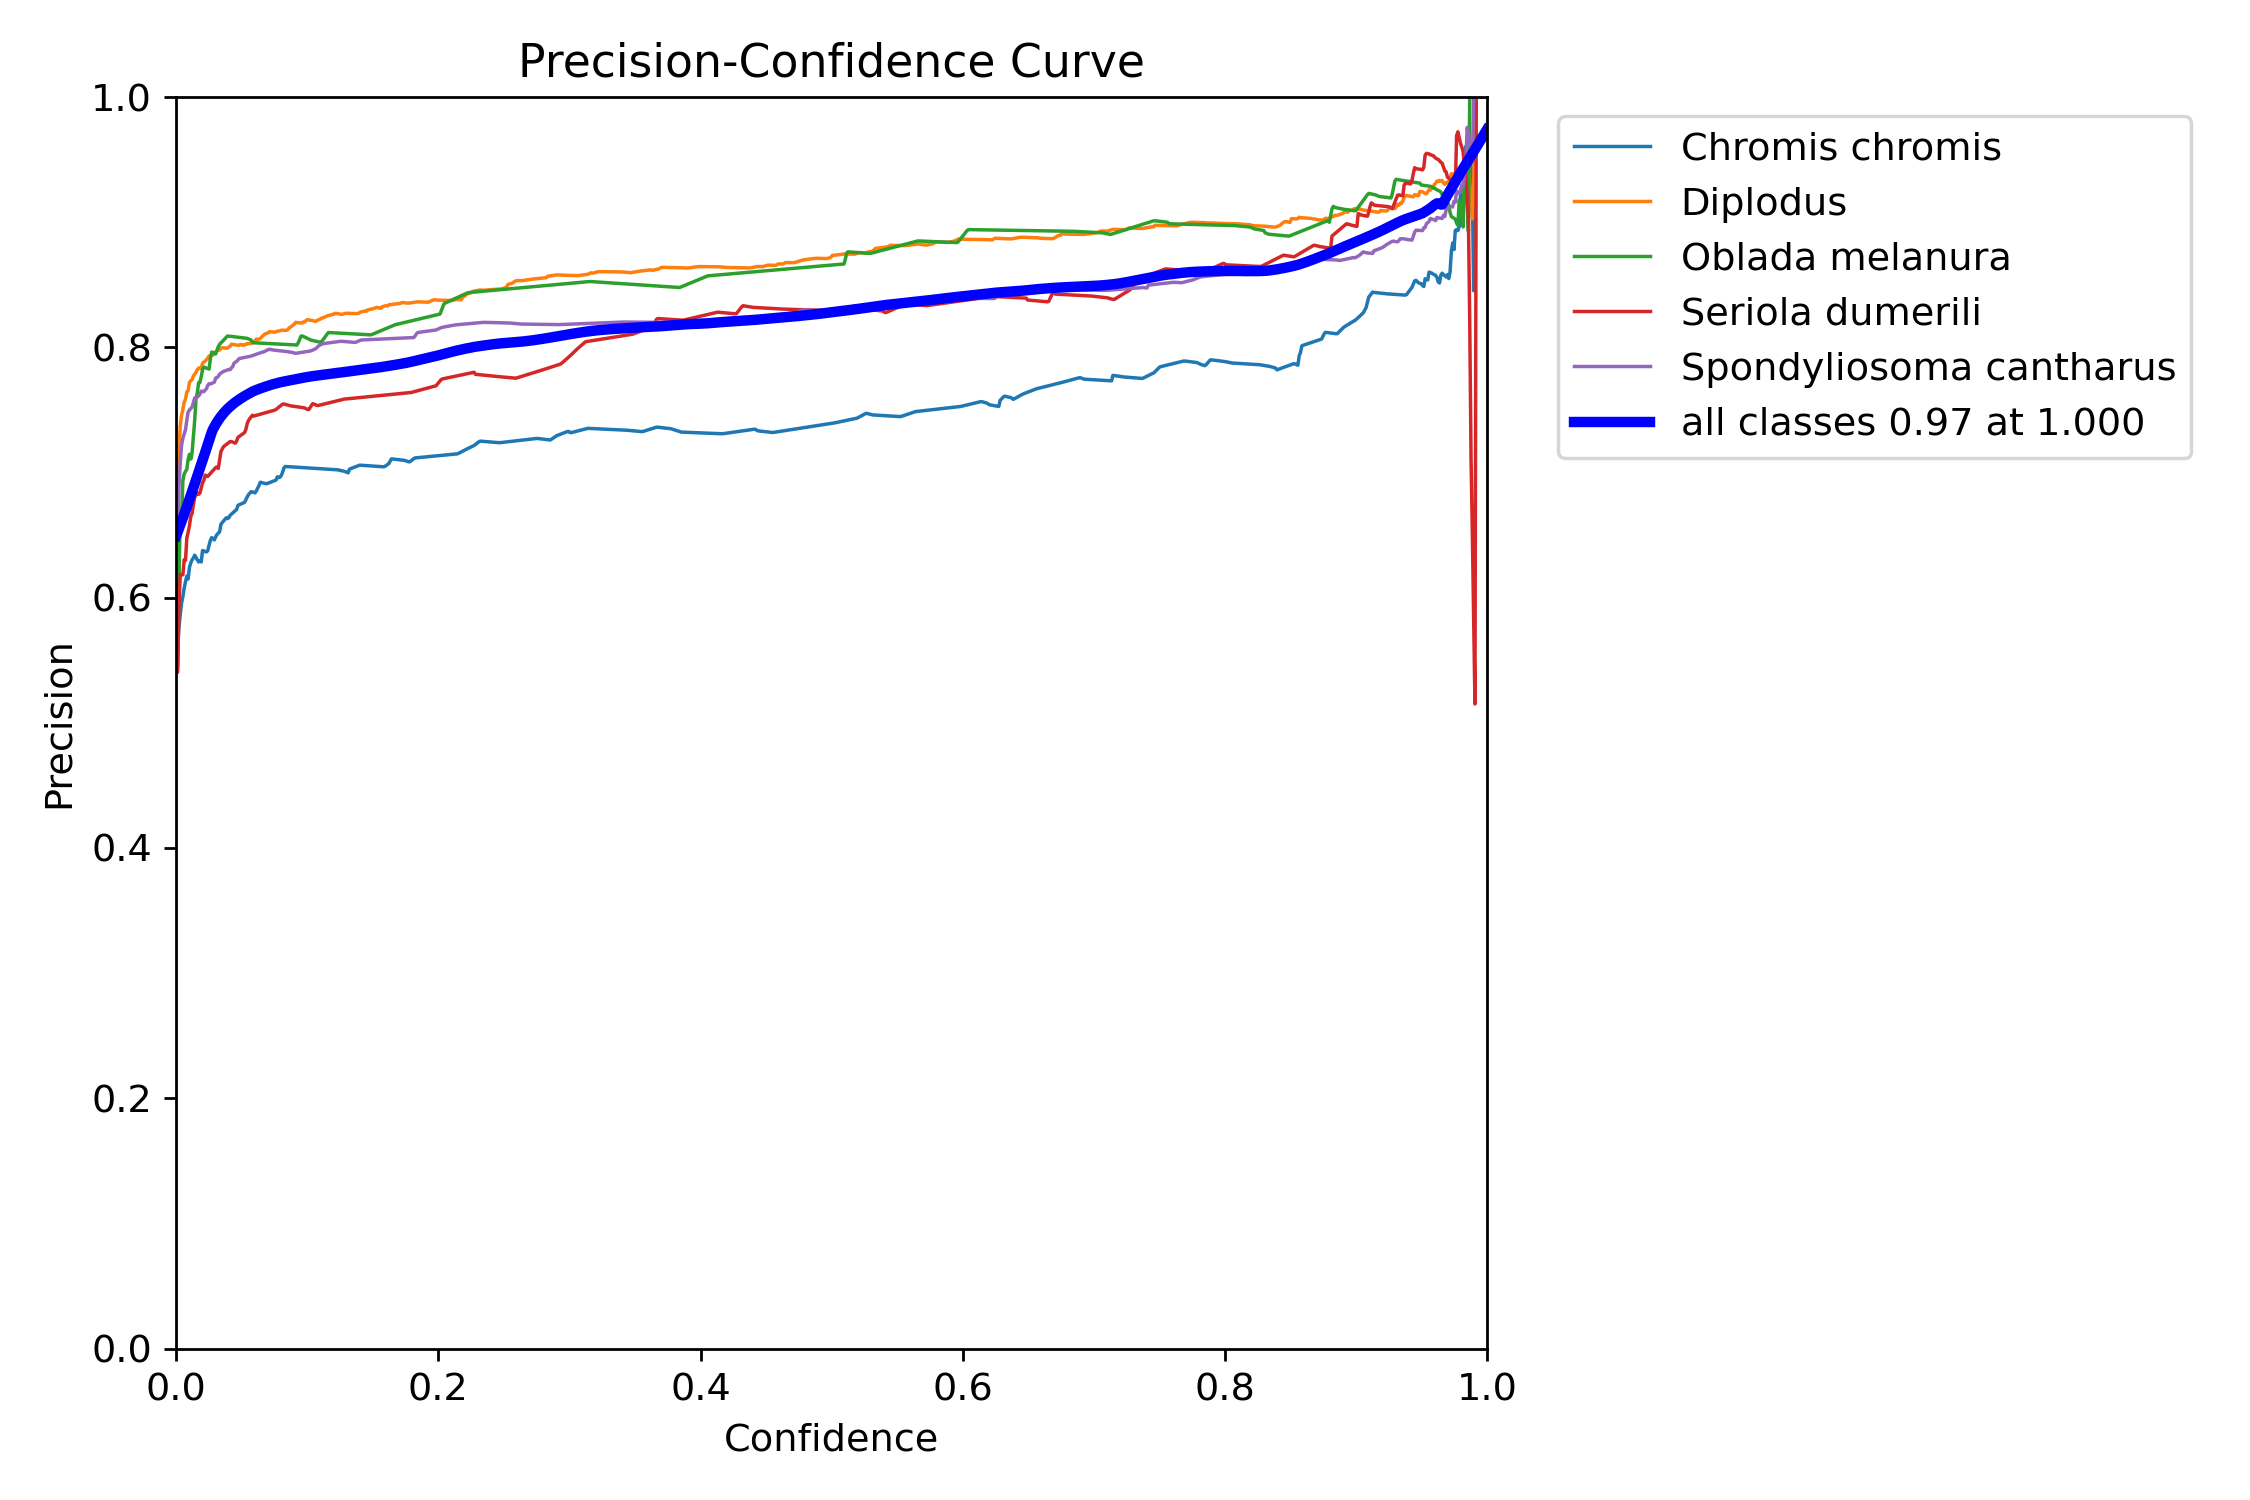 Precision-Confidence Curve
1.0
0.8
0.6
0.4
0.2
0.0
Precision
0.0 0.2 0.4 0.6 0.8 1.0
Confidence
Chromis chromis
Diplodus
Oblada melanura
Seriola dumerili
Spondyliosoma cantharus
all classes 0.97 at 1.000